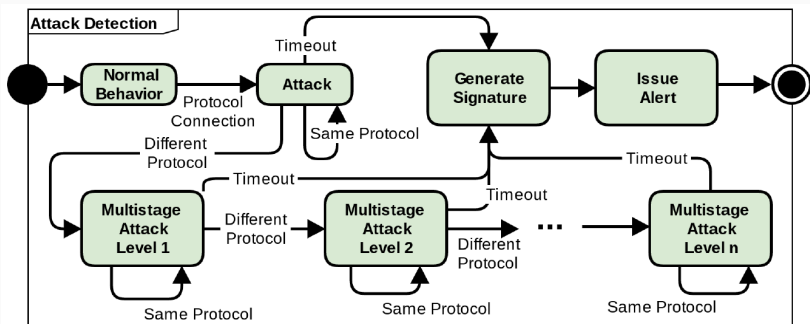 Attack Detection
Timeout
Normal
Behavior
Protocol
Connection
Attack
Same Protocol
Generate
Signature
Issue
Alert
Different
Protocol
Timeout
Timeout
Timeout
Multistage
Attack
Level 1
Different
Protocol
Multistage
Attack
Level 2
Different
Protocol
...
Multistage
Attack
Level n
Same Protocol
Same Protocol
Same Protocol